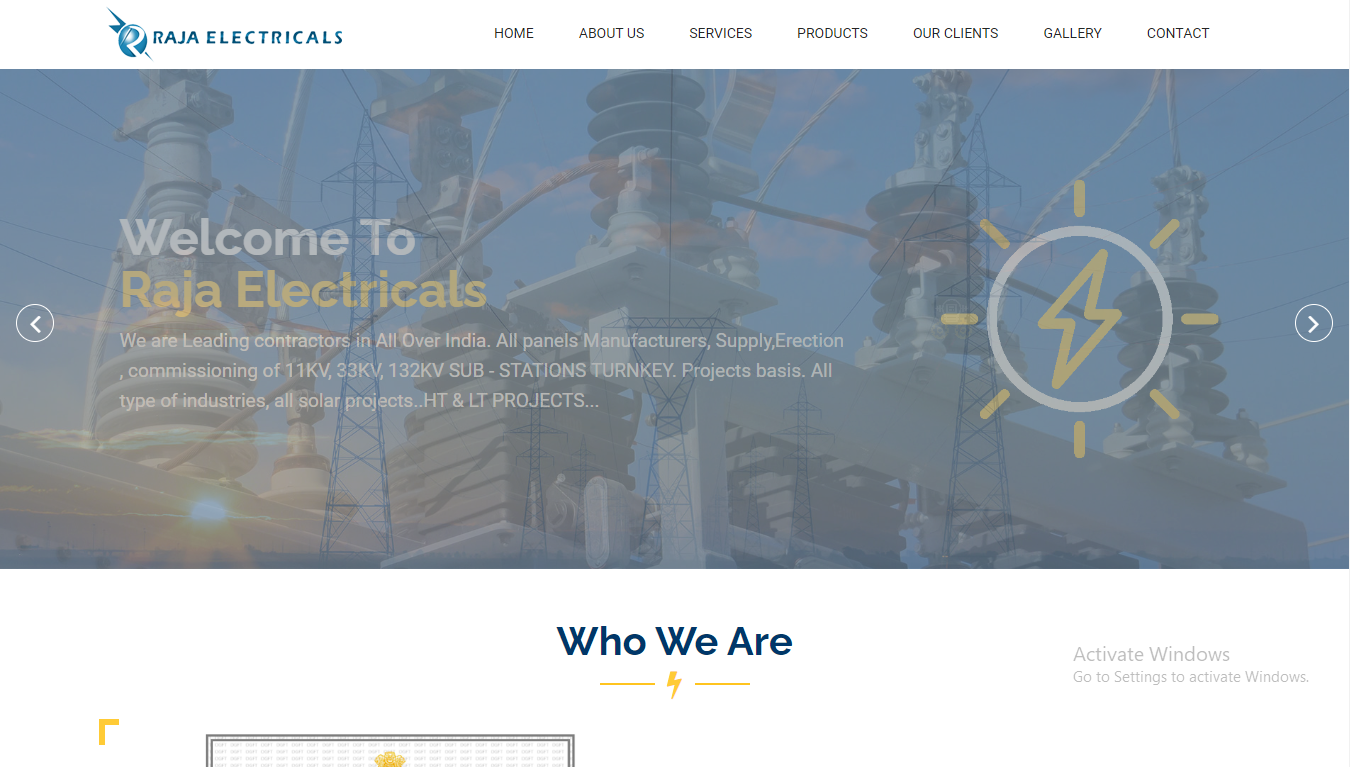 RAJA ELECTRICALS
HOME ABOUT US SERVICES PRODUCTS OUR CLIENTS GALLERY CONTACT
Welcome To
Raja Electricals
We are Leading contractors in All Over India. All panels Manufacturers, Supply,Erection
, commissioning of 11KV, 33KV, 132KV SUB - STATIONS TURNKEY. Projects basis. All
type of industries, all solar projects..HT & LT PROJECTS...
Who We Are
Activate Windows
Go to Settings to activate Windows.